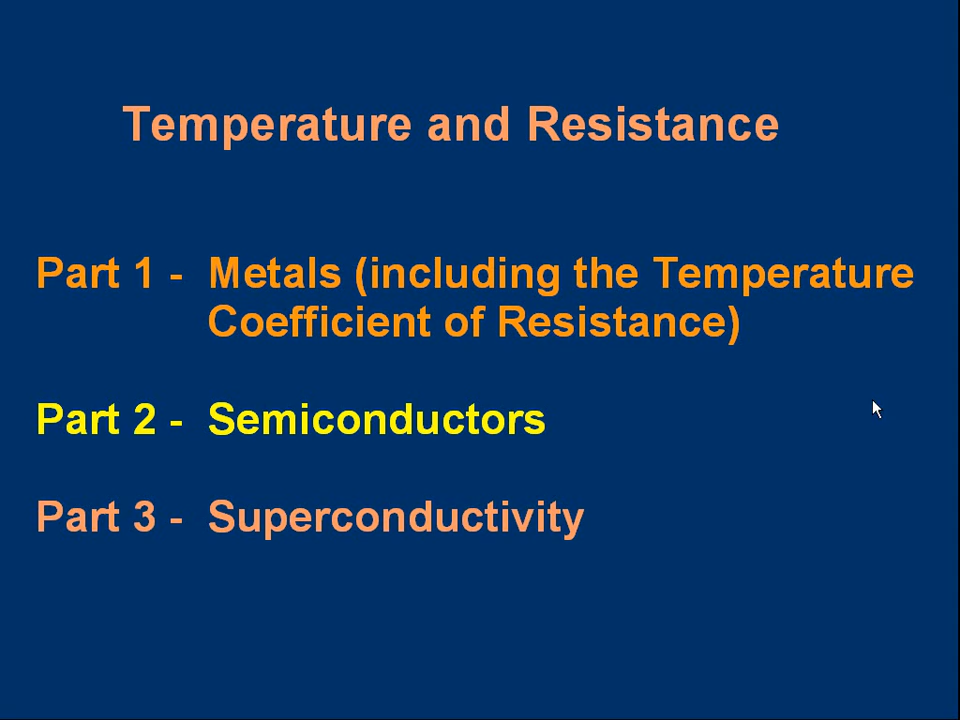 Temperature and Resistance
Part 1 - Metals (including the Temperature
Coefficient of Resistance)
Part 2 - Semiconductors
Part 3 - Superconductivity